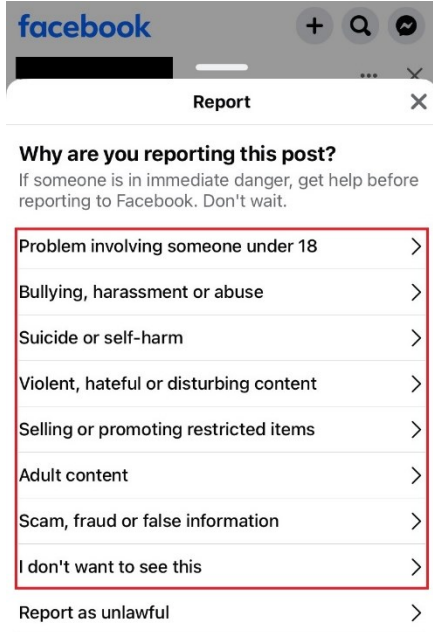 facebook
Report
Why are you reporting this post?
If someone is in immediate danger, get help before
reporting to Facebook. Don't wait.
Problem involving someone under 18
Bullying, harassment or abuse
Suicide or self-harm
Violent, hateful or disturbing content
Selling or promoting restricted items
Adult content
Scam, fraud or false information
I don't want to see this
Report as unlawful